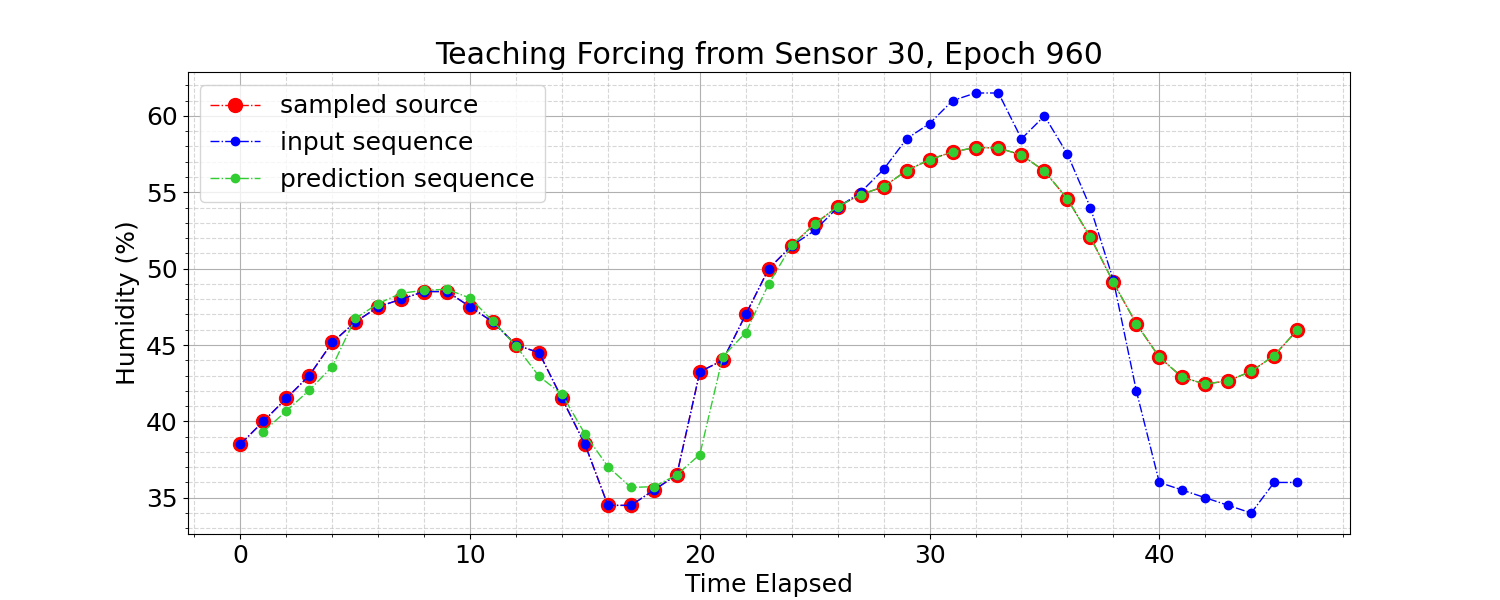 Teaching Forcing from Sensor 30, Epoch 960
sampled source
input sequence
prediction sequence
Humidity (%)
60
55
50
45
40
35
0 10 20 30 40
Time Elapsed